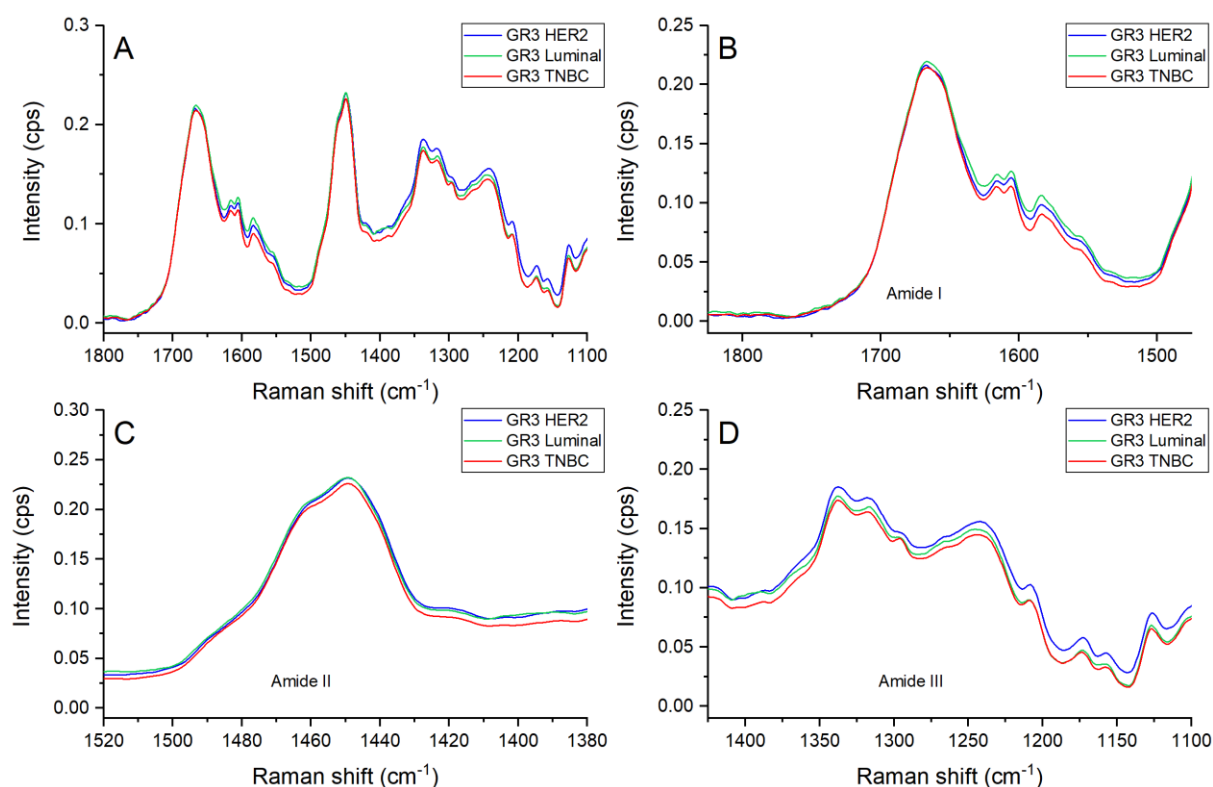 A
GR3 HER2
GR3 Luminal
GR3 TNBC
0.3
0.2
0.1
0.0
Intensity (cps)
1800 1700 1600 1500 1400 1300 1200 1100
Raman shift (cm-1)
B
GR3 HER2
GR3 Luminal
GR3 TNBC
0.25
0.20
0.15
0.10
0.05
0.00
Intensity (cps)
Amide I
1800 1700 1600 1500
Raman shift (cm-1)
C
GR3 HER2
GR3 Luminal
GR3 TNBC
0.30
0.25
0.20
0.15
0.10
0.05
0.00
Intensity (cps)
Amide II
1520 1500 1480 1460 1440 1420 1400 1380
Raman shift (cm-1)
D
GR3 HER2
GR3 Luminal
GR3 TNBC
0.25
0.20
0.15
0.10
0.05
0.00
Intensity (cps)
Amide III
1400 1350 1300 1250 1200 1150 1100
Raman shift (cm-1)